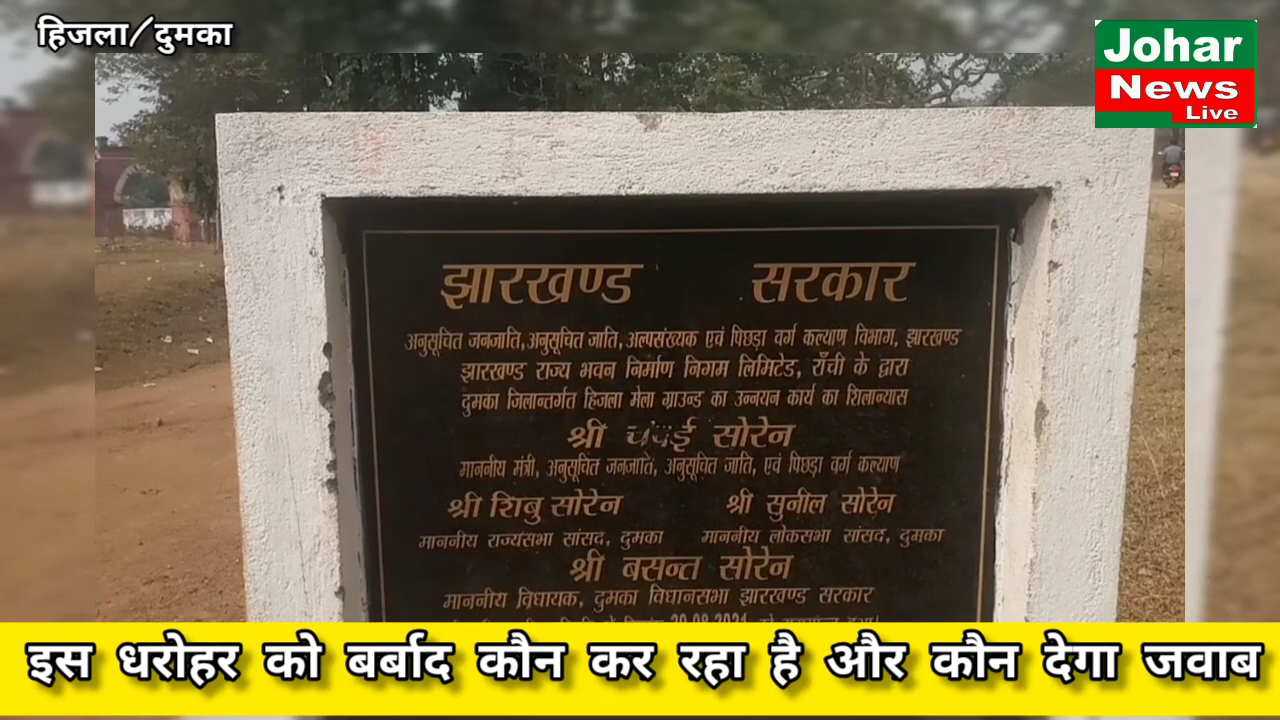 हिजला/दुमका
Johar
News
Live
झारखण्ड सरकार
अनुसूचित जनजाति, अनुसूचित जाति, अल्पसंख्यक एवं पिछड़ा वर्ग कल्याण विभाग, झारखण्ड
झारखण्ड राज्य भवन निर्माण निगम लिमिटेड, राँची के द्वारा
दुमका जिलान्तर्गत हिजला मेला ग्राउन्ड का उन्नयन कार्य का शिलान्यास
श्री चंपई सोरेन
माननीय मंत्री, अनुसूचित जनजाति, अनुसूचित जाति, एवं पिछड़ा वर्ग कल्याण
श्री शिबु सोरेन श्री सुनील सोरेन
माननीय राज्यसभा सांसद, दुमका माननीय लोकसभा सांसद, दुमका
श्री बसन्त सोरेन
माननीय विधायक, दुमका विधानसभा झारखण्ड सरकार
इस धरोहर को बर्बाद कौन कर रहा है और कौन देगा जवाब